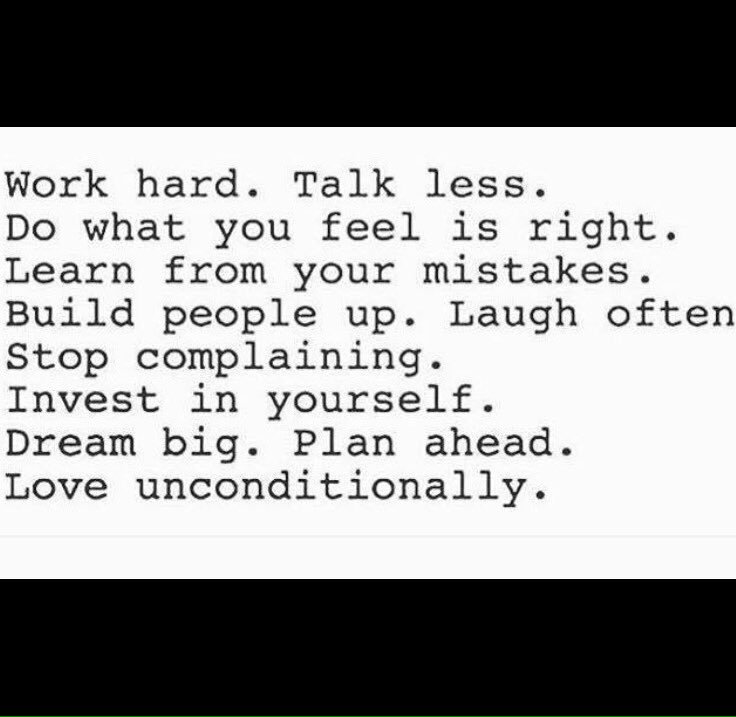 Work hard. Talk less.
Do what you feel is right.
Learn from your mistakes.
Build people up. Laugh often
Stop complaining.
Invest in yourself.
Dream big. Plan ahead.
Love unconditionally.